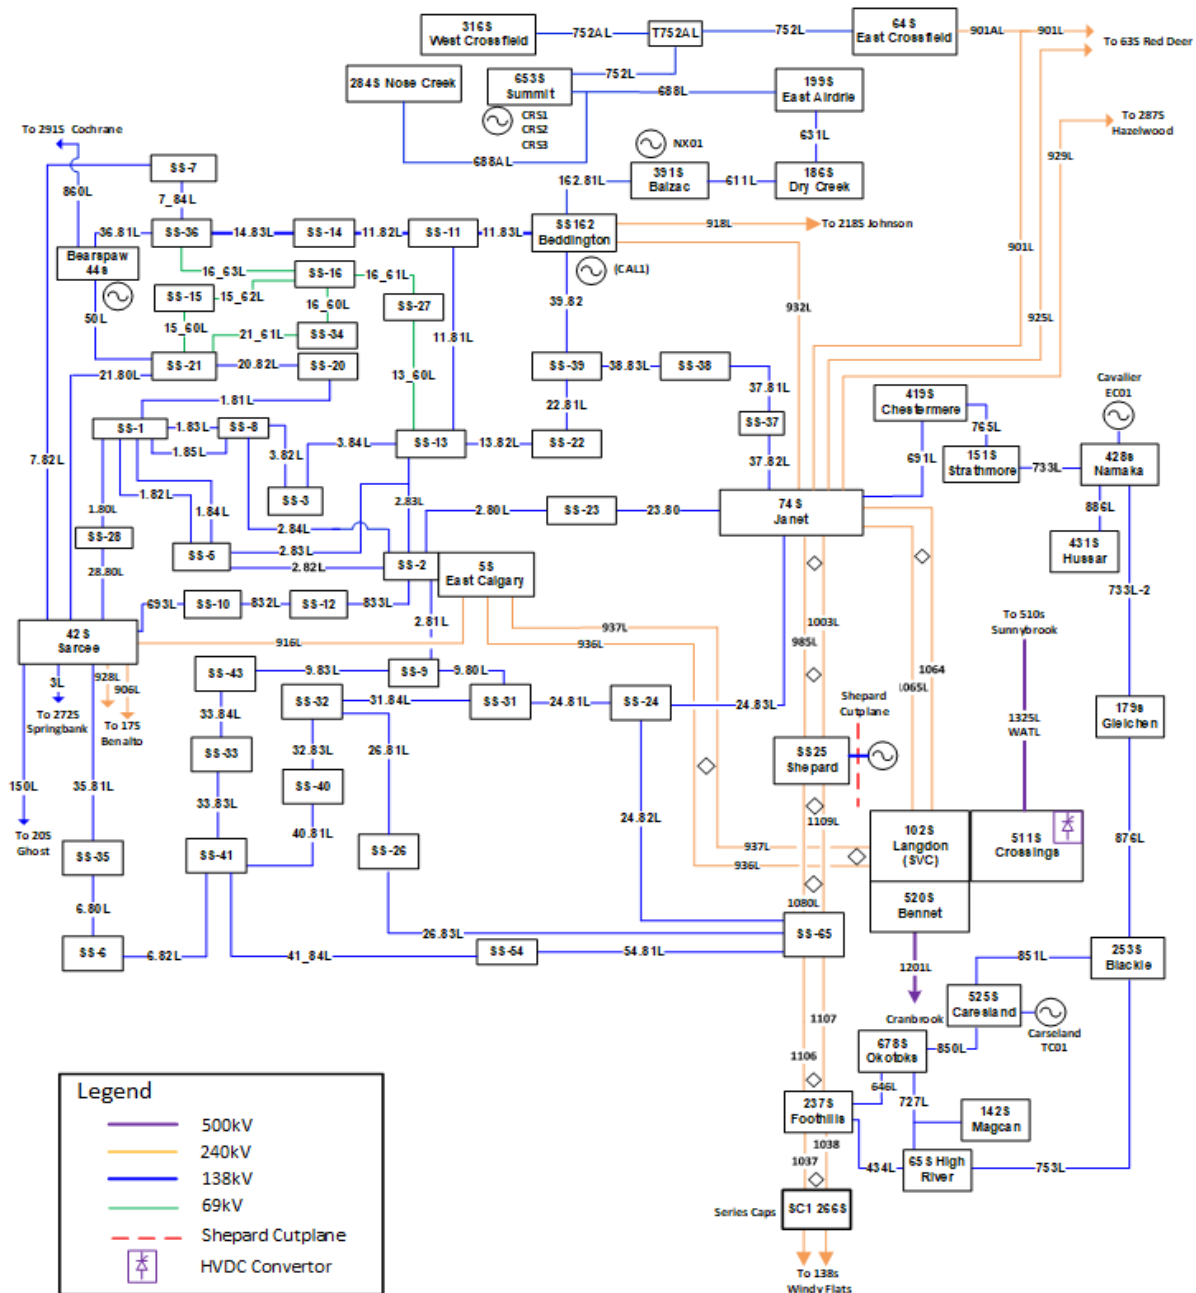 316S
West Crossfield
752AL
T752AL
752L
64 S
East Crossfield
901AL
901L
To 63S Red Deer
284S Nose Creek
752L
653S
Summit
688L
199S
East Airdrie
CRS1
CRS2
CRS3
To 287S
Hazelwood
To 291S Cochrane
631L
929L
NX01
688AL
SS-7
860L
7_84L
162.81L
391S
Balzac
611L
186S
Dry Creek
36.81L
SS-36
14.83L
SS-14
11.82L
SS-11
11.83L
SS162
Beddington
918L
To 218S Johnson
Bearspaw
44s
901L
16_63L
SS-16
16_61L
(CAL1)
SS-15
15_62L
SS-27
39.82
932L
50L
16_60L
925L
15_60L
21_61L
SS-34
11.81L
SS-21
20.82L
SS-20
SS-39
38.83L
SS-38
21.80L
13_60L
37.81L
419S
Chestermere
Cavalier
EC01
1.81L
22.81L
SS-37
765L
SS-1
1.83L
SS-8
3.84L
SS-13
13.82L
SS-22
1.85L
3.82L
691L
151S
Strathmore
733L
428s
Namaka
7.82L
37.82L
1.82L
SS-3
74 S
Janet
886L
1.80L
1.84L
2.83L
2.80L
SS-23
23.80
2.84L
SS-28
SS-5
2.83L
431S
Hussar
2.82L
SS-2
5S
East Calgary
28.80L
733L-2
693L
SS-10
832L
SS-12
833L
To 510s
Sunnybrook
2.81L
937L
1003L
42 S
Sarcee
916L
936L
985L
3L
928L
906L
9.83L
SS-9
9.80L
1064
1065L
SS-43
To 272S
Springbank
To 17S
Benalto
SS-32
31.84L
SS-31
24.81L
SS-24
24.83L
Shepard
Cutplane
33.84L
179s
Gleichen
1325L
WATL
SS-33
32.83L
26.81L
SS25
Shepard
150L
35.81L
SS-40
33.83L
24.82L
1109L
To 20S
Ghost
40.81L
102S
Langdon
(SVC)
511S
Crossings
SS-35
SS-41
SS-26
937L
936L
876L
6.80L
1080L
520S
Bennet
SS-6
6.82L
41_84L
26.83L
SS-54
54.81L
SS-65
253S
Blackie
851L
1201L
525S
Caresland
Cranbrook
1107
Carseland
TC01
678S
Okotoks
850L
1106
646L
Legend
500kV
240kV
138kV
69kV
Shepard Cutplane
HVDC Convertor
237S
Foothills
727L
142S
Magcan
1038
1037
434L
65 S High
River
753L
Series Caps
SC1 266S
To 138s
Windy Flats